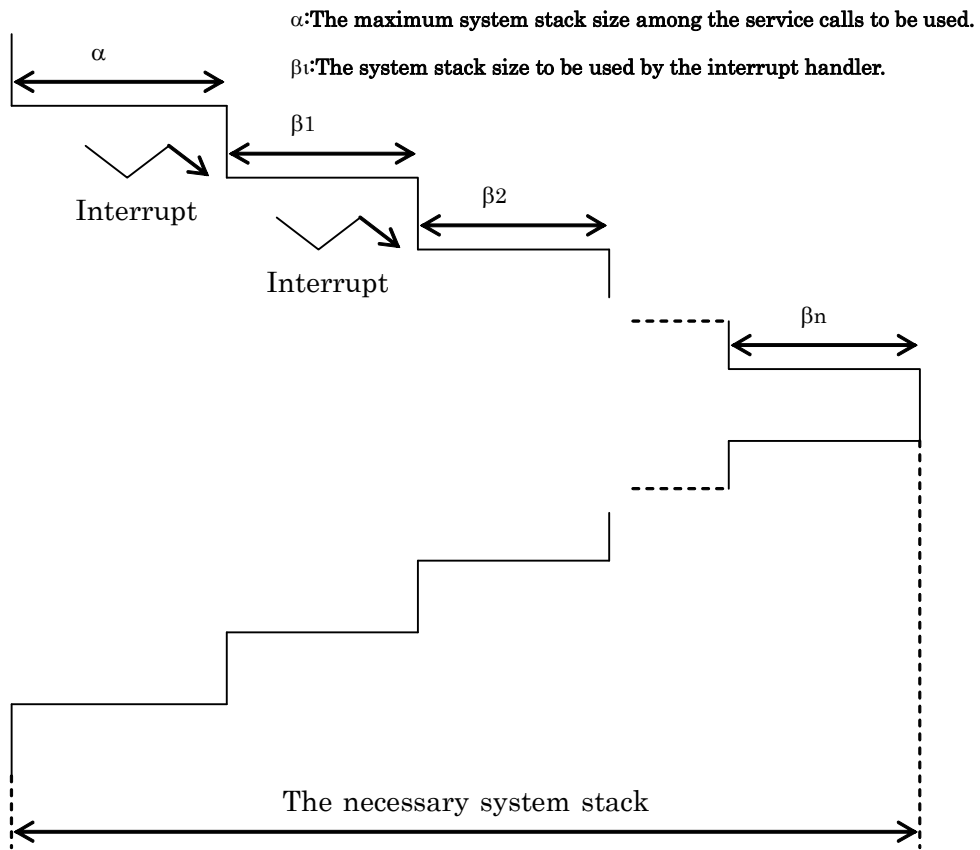 α:The maximum system stack size among the service calls to be used.
α
βι:The system stack size to be used by the interrupt handler.
β1
Interrupt
β2
Interrupt
βn
The necessary system stack